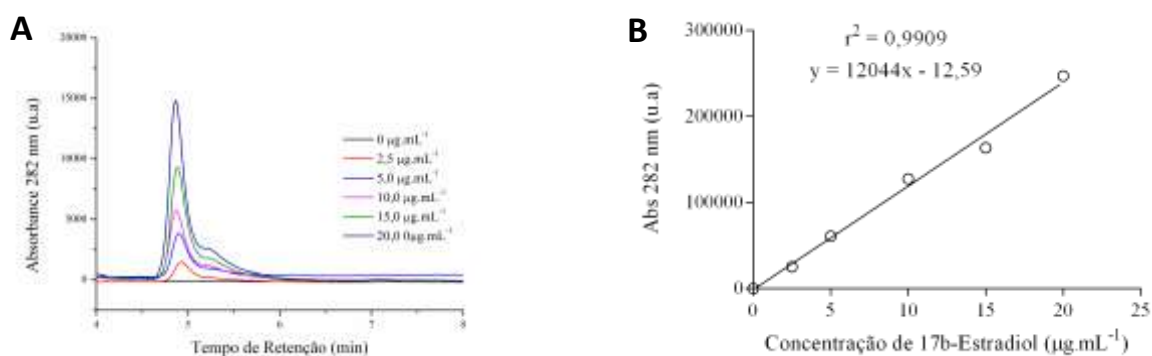 A
20000
15000
10000
5000
0
Absorbance 282 nm (u.a)
0 µg.mL⁻¹
2,5 µg.mL⁻¹
5,0 µg.mL⁻¹
10,0 µg.mL⁻¹
15,0 µg.mL⁻¹
20,0 0µg.mL⁻¹
4 5 6 7 8
Tempo de Retenção (min)
B
r² = 0,9909
y = 12044x - 12,59
300000
200000
100000
0
Abs 282 nm (u.a)
0 5 10 15 20 25
Concentração de 17b-Estradiol (µg.mL⁻¹)